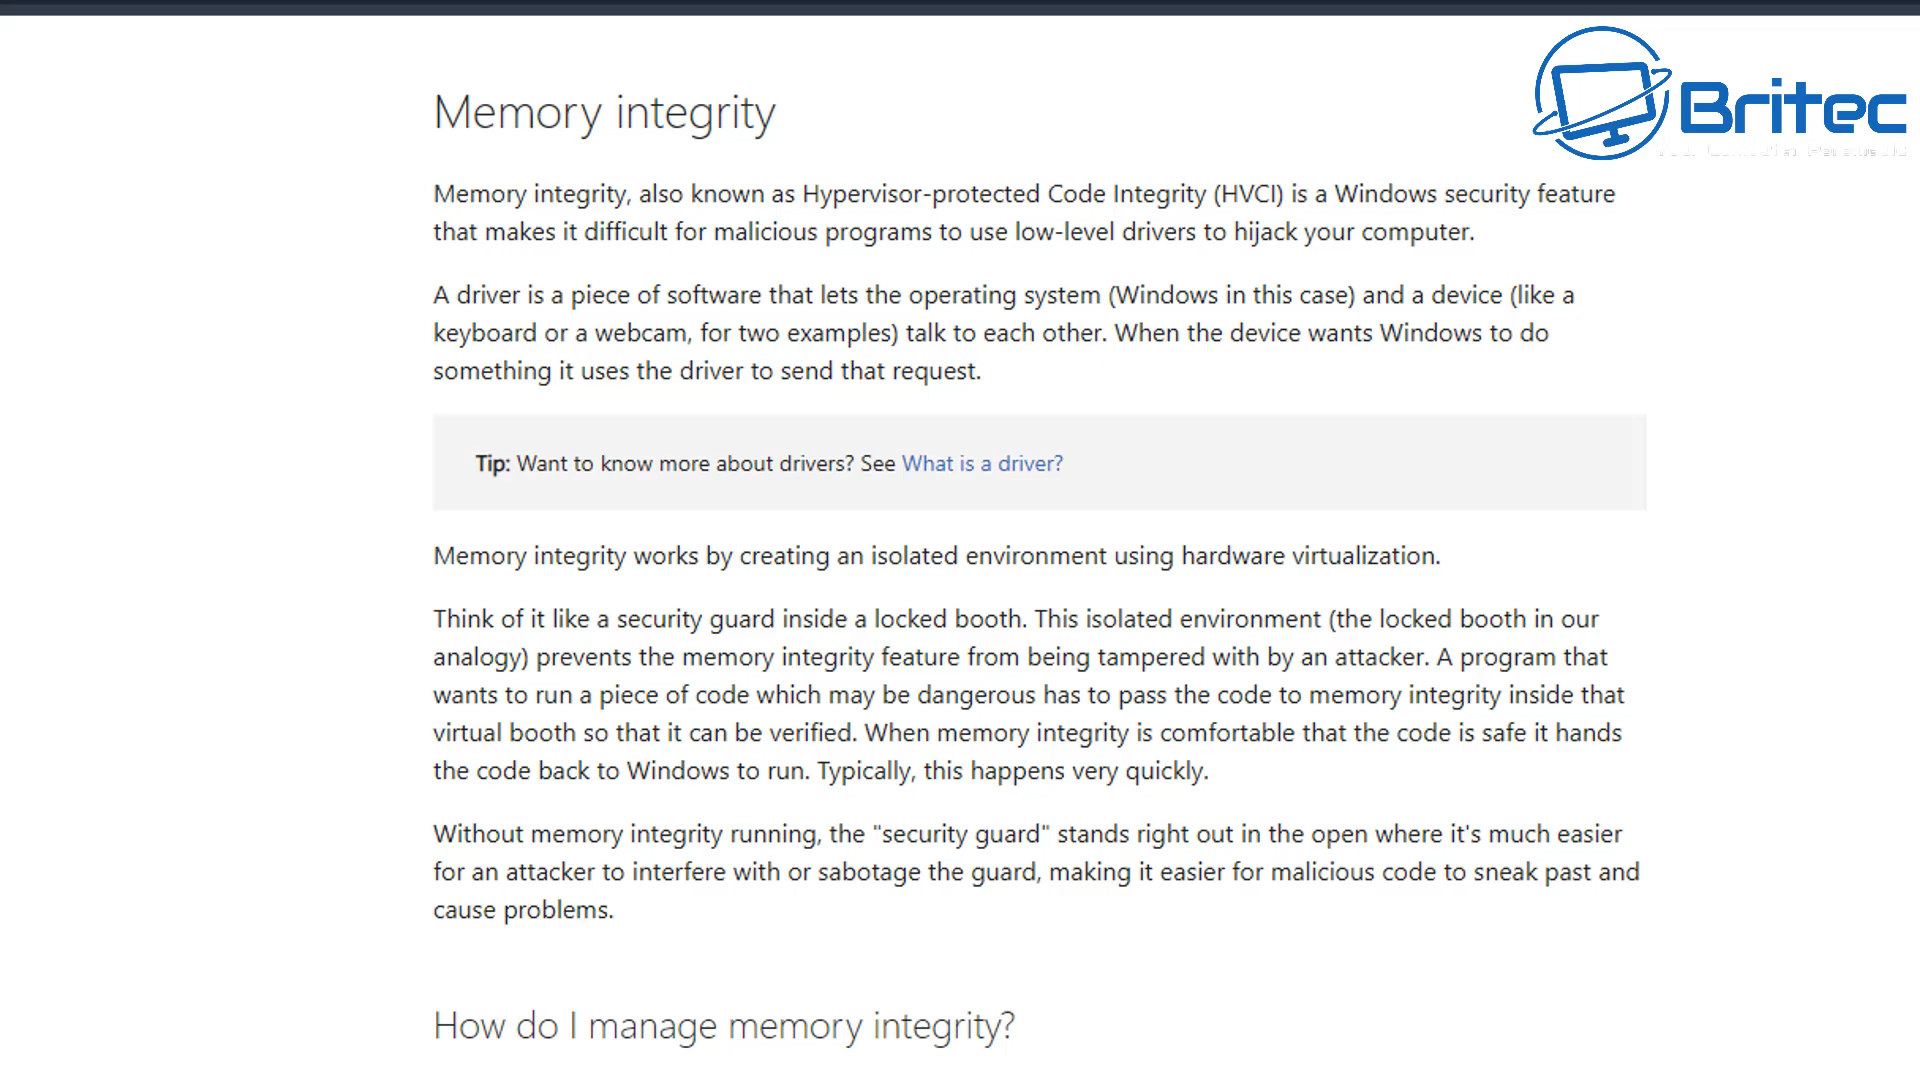 Britec
Memory integrity
Memory integrity, also known as Hypervisor-protected Code Integrity (HVCI) is a Windows security feature
that makes it difficult for malicious programs to use low-level drivers to hijack your computer.
A driver is a piece of software that lets the operating system (Windows in this case) and a device (like a
keyboard or a webcam, for two examples) talk to each other. When the device wants Windows to do
something it uses the driver to send that request.
Tip: Want to know more about drivers? See What is a driver?
Memory integrity works by creating an isolated environment using hardware virtualization.
Think of it like a security guard inside a locked booth. This isolated environment (the locked booth in our
analogy) prevents the memory integrity feature from being tampered with by an attacker. A program that
wants to run a piece of code which may be dangerous has to pass the code to memory integrity inside that
virtual booth so that it can be verified. When memory integrity is comfortable that the code is safe it hands
the code back to Windows to run. Typically, this happens very quickly.
Without memory integrity running, the "security guard" stands right out in the open where it's much easier
for an attacker to interfere with or sabotage the guard, making it easier for malicious code to sneak past and
cause problems.
How do I manage memory integrity?